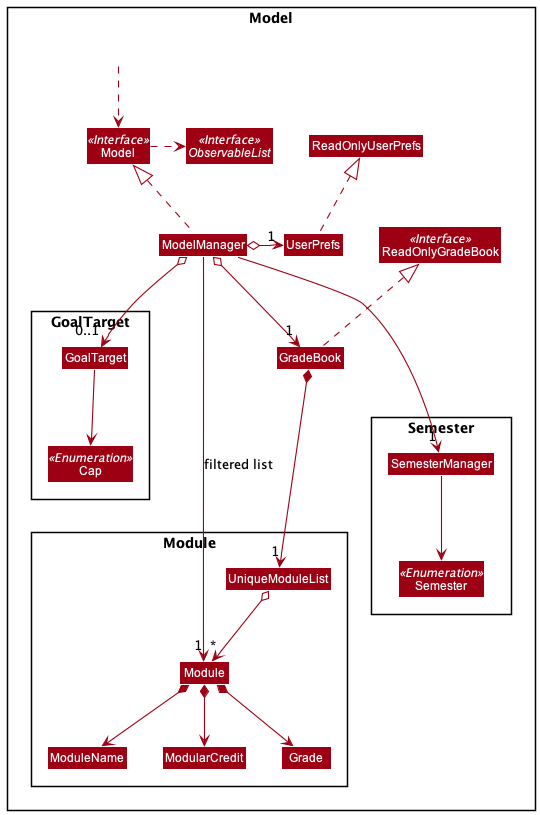 Model
«Interface»
Model
«Interface»
ObservableList
ReadOnlyUserPrefs
ModelManager
1
UserPrefs
«Interface»
ReadOnlyGradeBook
GoalTarget
0..1
GoalTarget
1
GradeBook
«Enumeration»
Cap
Semester
1
SemesterManager
filtered list
«Enumeration»
Semester
Module
1
UniqueModuleList
1
*
Module
ModuleName
ModularCredit
Grade